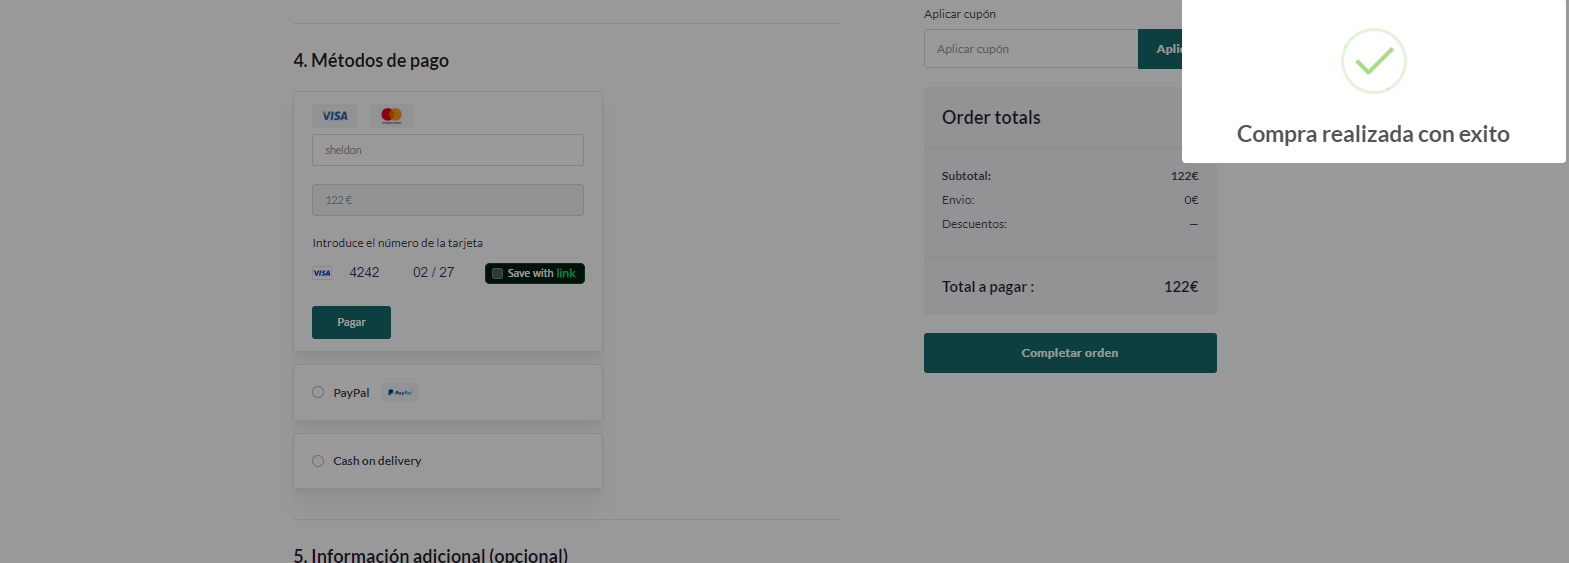 4. Métodos de pago
VISA
sheldon
122 €
Introduce el número de la tarjeta
VISA 4242 02 / 27 Save with link
Pagar
PayPal PayPal
Cash on delivery
5. Información adicional (opcional)
Aplicar cupón
Aplicar cupón Aplic
Order totals
Subtotal: 122€
Envio: 0€
Descuentos: —
Total a pagar : 122€
Completar orden
Compra realizada con exito